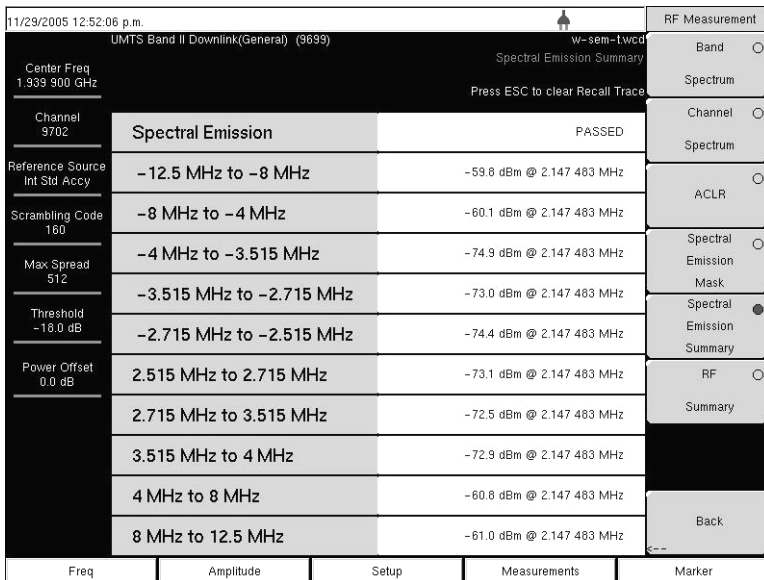 11/29/2005 12:52:06 p.m.
UMTS Band II Downlink(General) (9699)
w-sem-t.wcd
Spectral Emission Summary
Press ESC to clear Recall Trace
Center Freq
1.939 900 GHz
Channel
9702
Reference Source
Int Std Accy
Scrambling Code
160
Max Spread
512
Threshold
-18.0 dB
Power Offset
0.0 dB
Spectral Emission PASSED
-12.5 MHz to -8 MHz -59.8 dBm @ 2.147 483 MHz
-8 MHz to -4 MHz -60.1 dBm @ 2.147 483 MHz
-4 MHz to -3.515 MHz -74.9 dBm @ 2.147 483 MHz
-3.515 MHz to -2.715 MHz -73.0 dBm @ 2.147 483 MHz
-2.715 MHz to -2.515 MHz -74.4 dBm @ 2.147 483 MHz
2.515 MHz to 2.715 MHz -73.1 dBm @ 2.147 483 MHz
2.715 MHz to 3.515 MHz -72.5 dBm @ 2.147 483 MHz
3.515 MHz to 4 MHz -72.9 dBm @ 2.147 483 MHz
4 MHz to 8 MHz -60.8 dBm @ 2.147 483 MHz
8 MHz to 12.5 MHz -61.0 dBm @ 2.147 483 MHz
RF Measurement
Band
Spectrum
Channel
Spectrum
ACLR
Spectral
Emission
Mask
Spectral
Emission
Summary
RF
Summary
Back
<--
Freq Amplitude Setup Measurements Marker